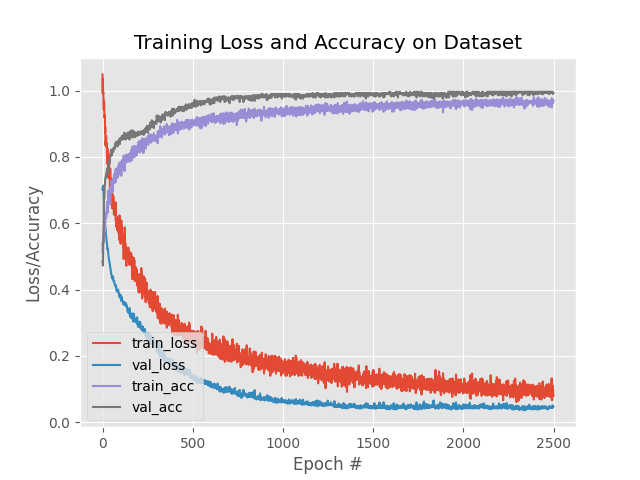 Training Loss and Accuracy on Dataset
Loss/Accuracy
1.0
0.8
0.6
0.4
0.2
0.0
train_loss
val_loss
train_acc
val_acc
0 500 1000 1500 2000 2500
Epoch #